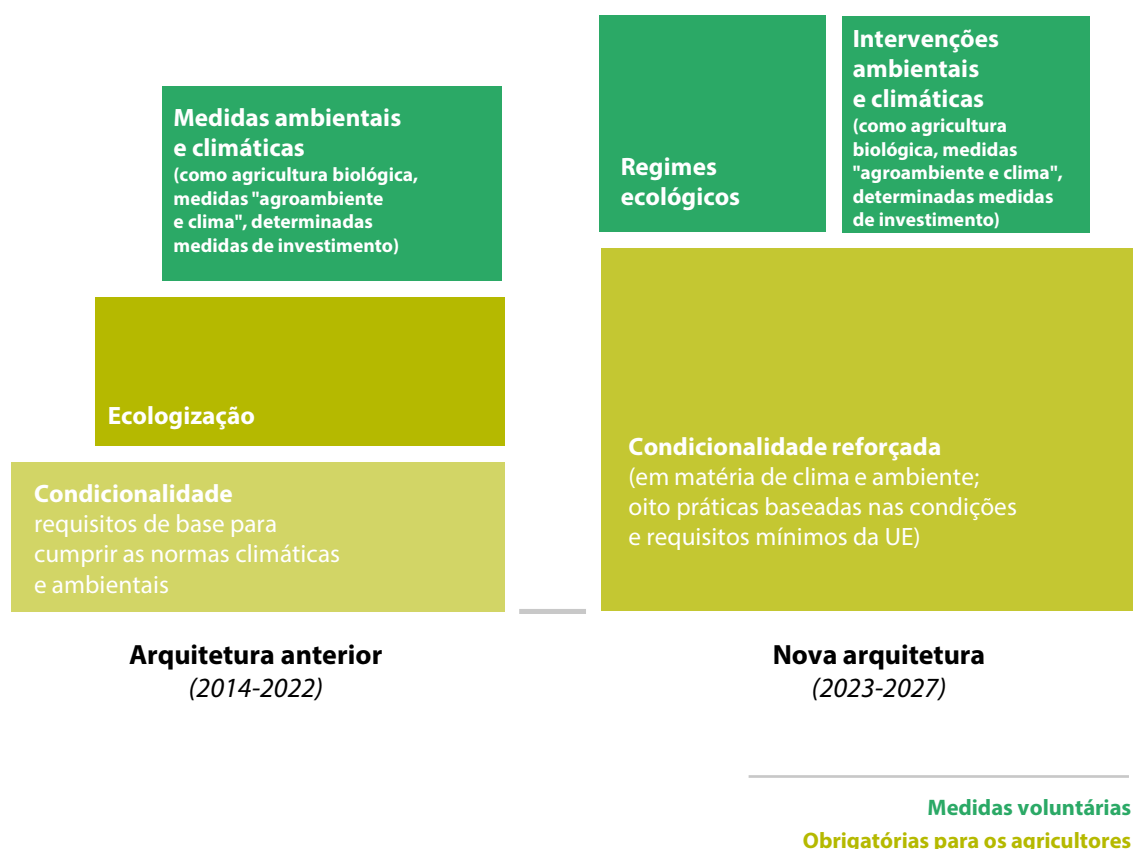 Medidas ambientais
e climáticas
(como agricultura biológica,
medidas "agroambiente
e clima", determinadas
medidas de investimento)
Ecologização
Condicionalidade
requisitos de base para
cumprir as normas climáticas
e ambientais
Arquitetura anterior
(2014-2022)
Regimes
ecológicos
Intervenções
ambientais
e climáticas
(como agricultura
biológica, medidas
"agroambiente e clima",
determinadas medidas
de investimento)
Condicionalidade reforçada
(em matéria de clima e ambiente;
oito práticas baseadas nas condições
e requisitos mínimos da UE)
Nova arquitetura
(2023-2027)
Medidas voluntárias
Obrigatórias para os agricultores